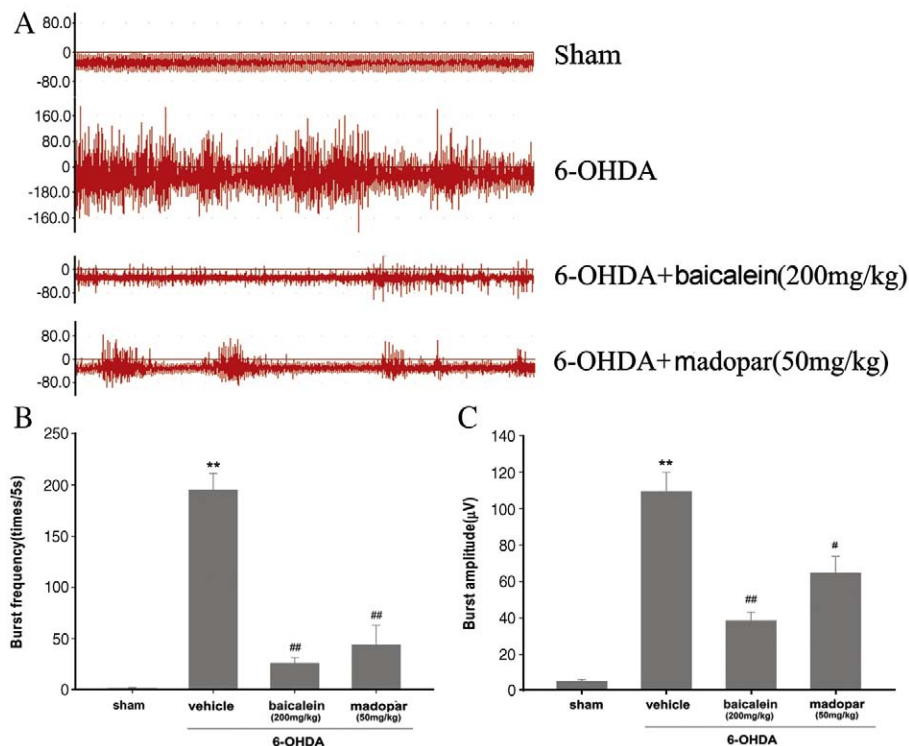 A
80.0
0
-80.0
Sham
160.0
80.0
0
-180.0
-160.0
6-OHDA
0
-80.0
6-OHDA+baicalein(200mg/kg)
80.0
0
-80.0
6-OHDA+madopar(50mg/kg)
B
Burst frequency(times/5s)
250
200
150
100
50
0
**
##
##
sham
vehicle
baicalein
(200mg/kg)
madopar
(50mg/kg)
6-OHDA
C
Burst amplitude(μV)
140
120
100
80
60
40
20
0
**
##
#
sham
vehicle
baicalein
(200mg/kg)
madopar
(50mg/kg)
6-OHDA